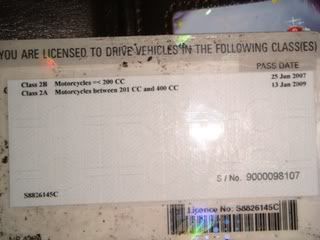 YOU ARE LICENSED TO DRIVE VEHICLES IN THE FOLLOWING CLASS(ES)
PASS DATE
Class 2B Motorcycles =< 200 CC 25 Jan 2007
Class 2A Motorcycles between 201 CC and 400 CC 13 Jan 2009
S / No. 9000098107
S8826145C
Licence No: S8826145C